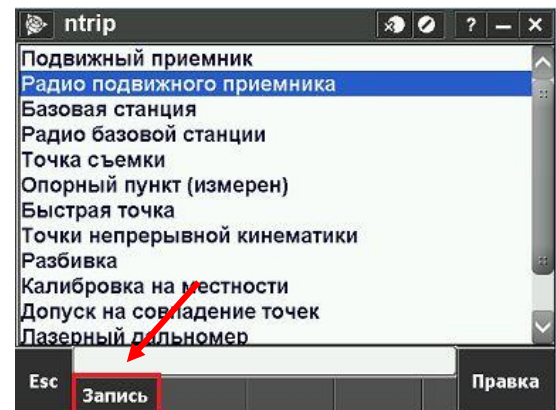 ntrip ? – ×
Подвижный приемник
Радио подвижного приемника
Базовая станция
Радио базовой станции
Точка съемки
Опорный пункт (измерен)
Быстрая точка
Точки непрерывной кинематики
Разбивка
Калибровка на местности
Допуск на совпадение точек
Лазерный дальномер
Esc Запись Правка